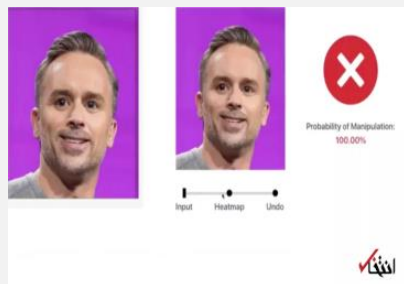 Probability of Manipulation:
100.00%
Input Heatmap Undo
انتخاب